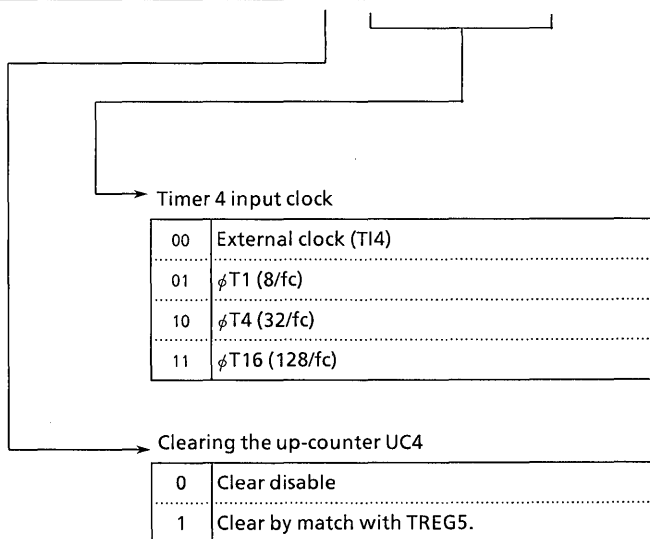 Timer 4 input clock
00 External clock (TI4)
01 ϕT1 (8/fc)
10 ϕT4 (32/fc)
11 ϕT16 (128/fc)
Clearing the up-counter UC4
0 Clear disable
1 Clear by match with TREG5.